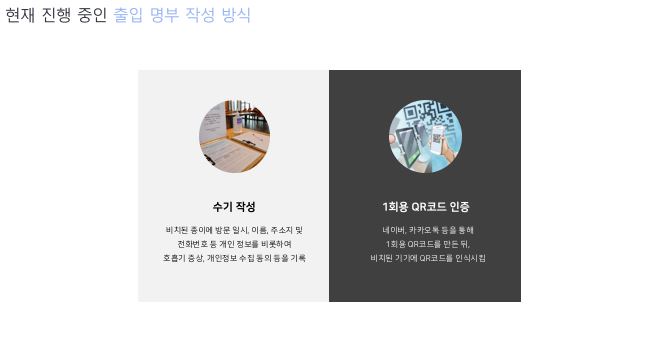 현재 진행 중인 출입 명부 작성 방식
수기 작성
비치된 종이에 방문 일시, 이름, 주소지 및
전화번호 등 개인 정보를 비롯하여
호흡기 증상, 개인정보 수집 동의 등을 기록
1회용 QR코드 인증
네이버, 카카오톡 등을 통해
1회용 QR코드를 만든 뒤,
비치된 기기에 QR코드를 인식시킴